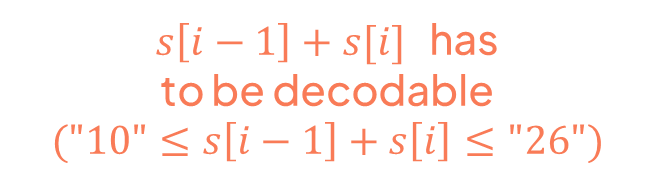 s[i − 1] + s[i] has
to be decodable
("10" ≤ s[i − 1] + s[i] ≤ "26")